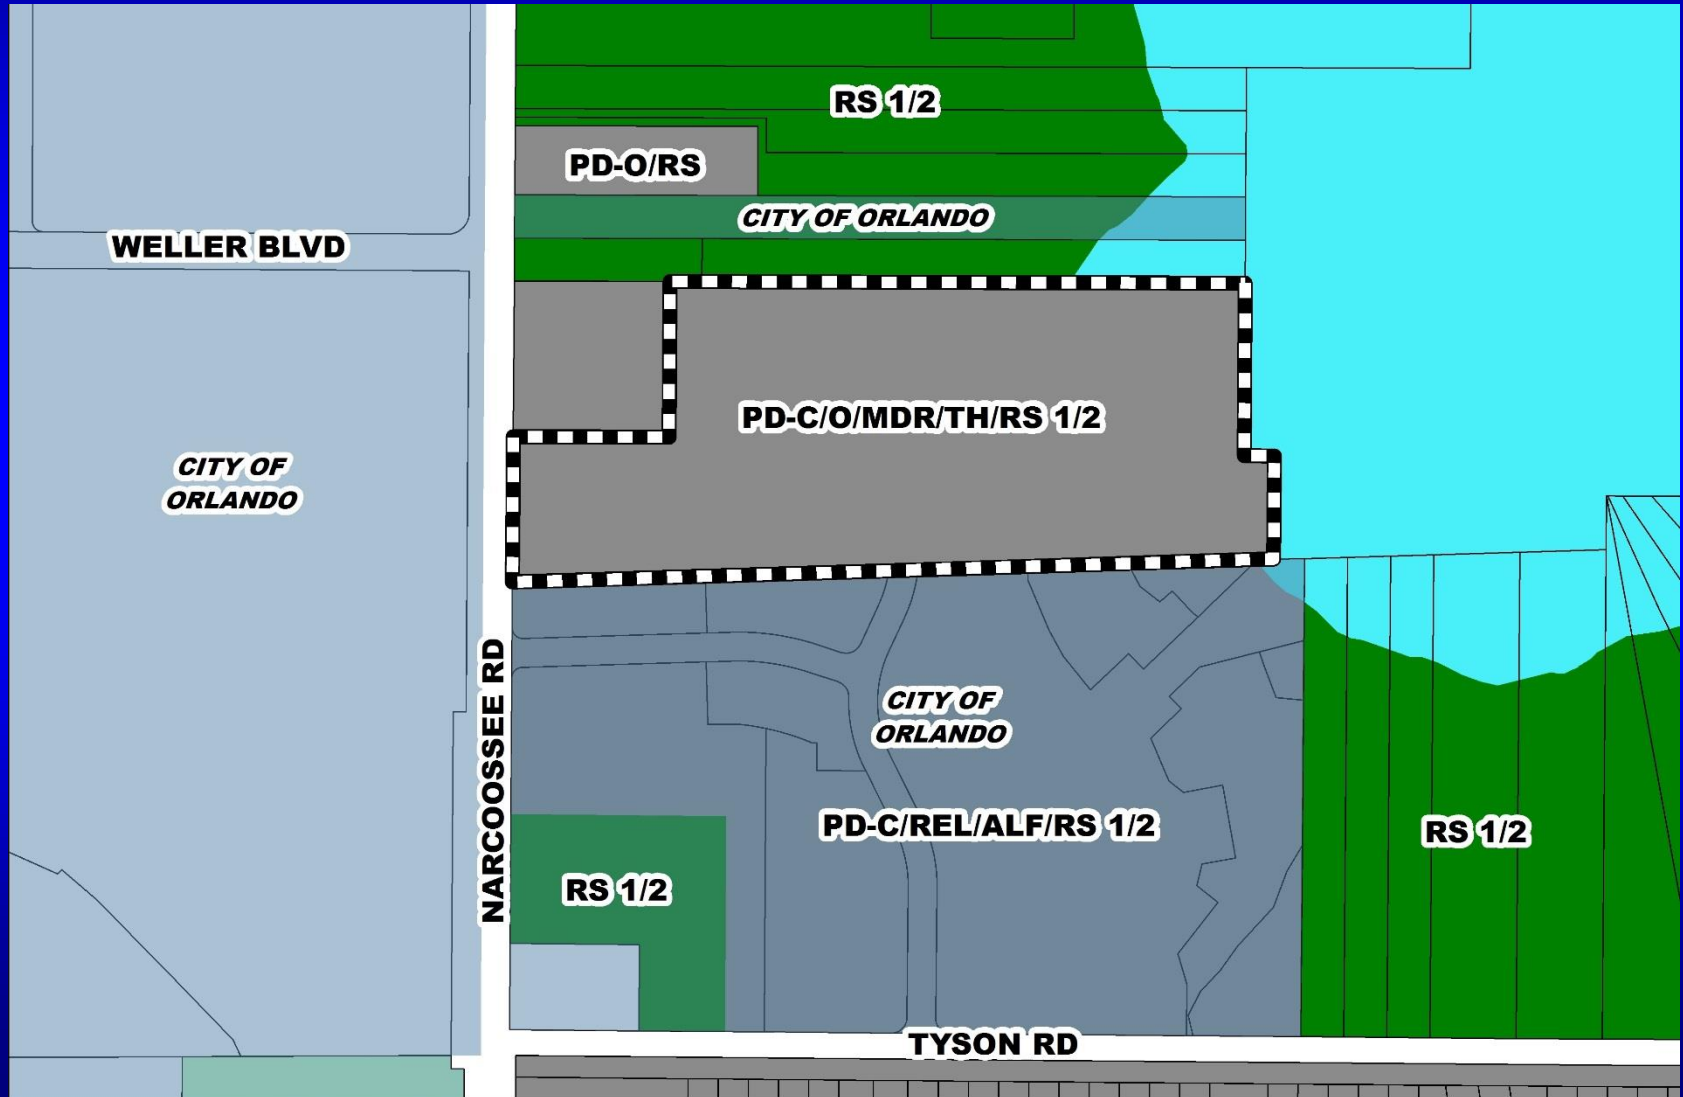 RS 1/2
PD-O/RS
CITY OF ORLANDO
WELLER BLVD
PD-C/O/MDR/TH/RS 1/2
CITY OF
ORLANDO
NARCOOSSEE RD
CITY OF
ORLANDO
PD-C/REL/ALF/RS 1/2
RS 1/2
RS 1/2
TYSON RD